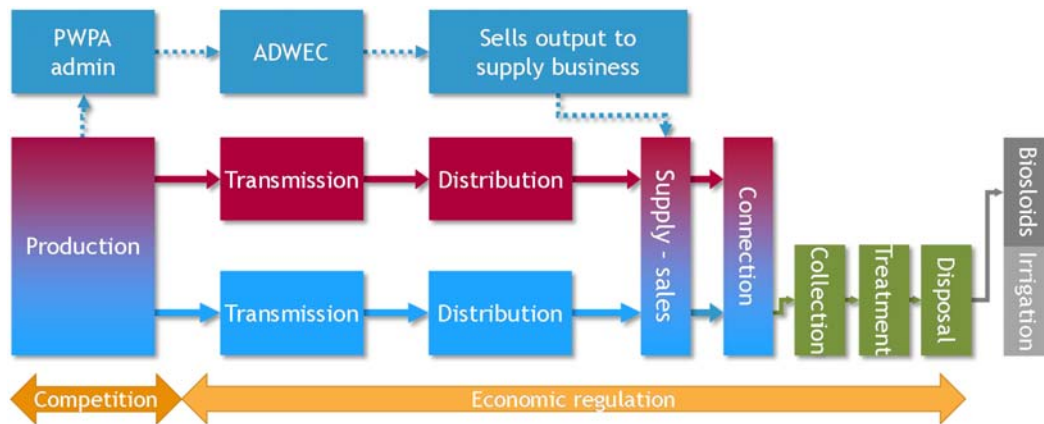 PWPA
admin
ADWEC
Sells output to
supply business
Production
Transmission
Distribution
Transmission
Distribution
Supply - sales
Connection
Collection
Treatment
Disposal
Biosloids
Irrigation
Competition
Economic regulation